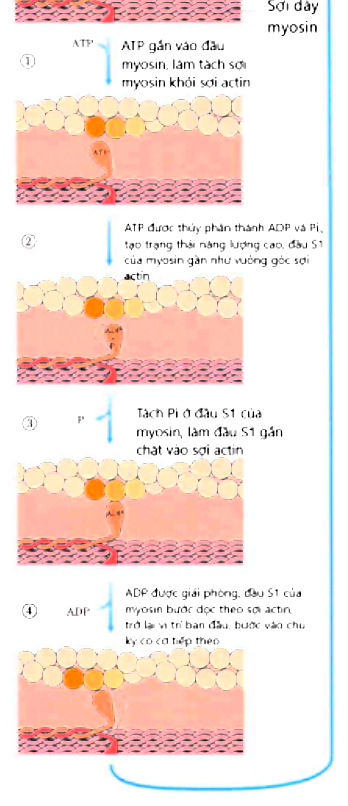 Sợi dày
myosin
① ATP ATP gắn vào đầu
myosin, làm tách sợi
myosin khỏi sợi actin
ATP
② ATP được thủy phân thành ADP và Pi,
tạo trạng thái năng lượng cao, đầu S1
của myosin gần như vuông góc sợi
actin
ADP
P
③ P Tách Pi ở đầu S1 của
myosin, làm đầu S1 gắn
chặt vào sợi actin
ADP
④ ADP ADP được giải phóng, đầu S1 của
myosin bước dọc theo sợi actin,
trở lại vị trí ban đầu, bước vào chu
kỳ co cơ tiếp theo